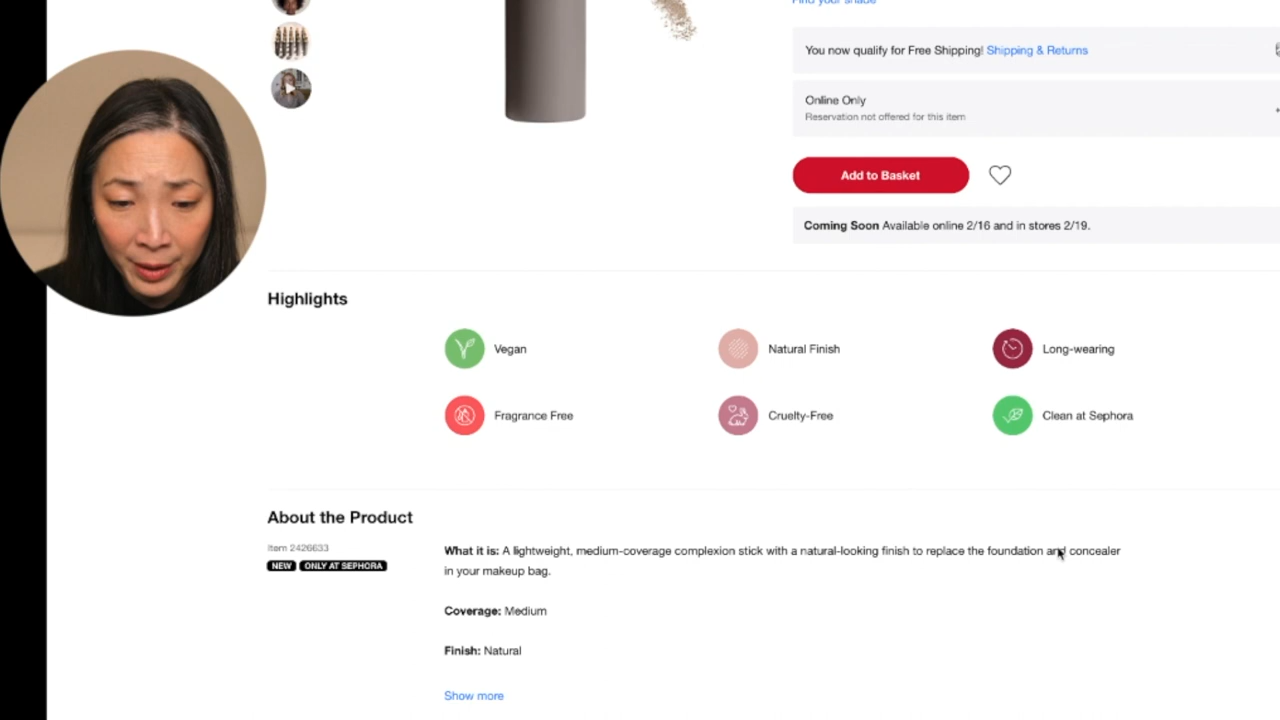 Find your shade
You now qualify for Free Shipping! Shipping & Returns
Online Only
Reservation not offered for this item
Add to Basket
Coming Soon Available online 2/16 and in stores 2/19.
Highlights
Vegan
Natural Finish
Long-wearing
Fragrance Free
Cruelty-Free
Clean at Sephora
About the Product
Item 2426633
NEW ONLY AT SEPHORA
What it is: A lightweight, medium-coverage complexion stick with a natural-looking finish to replace the foundation and concealer
in your makeup bag.
Coverage: Medium
Finish: Natural
Show more